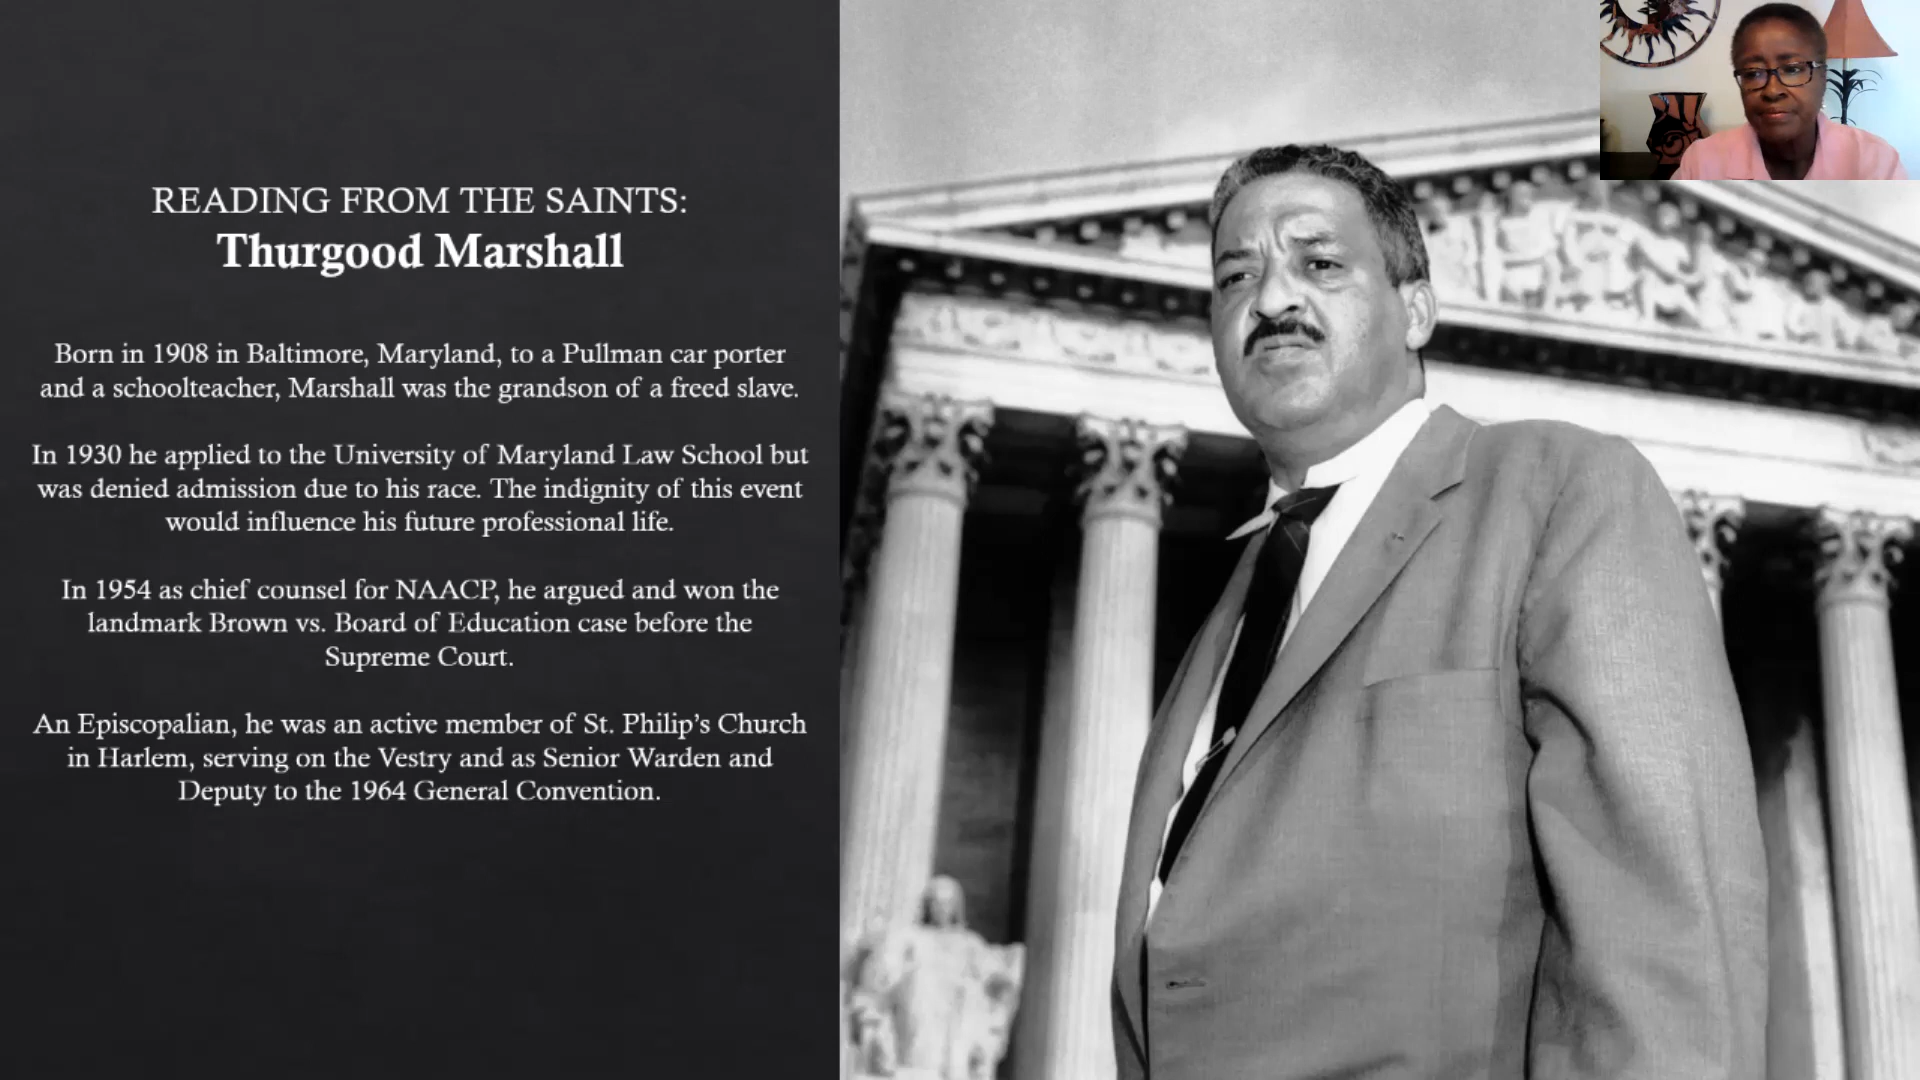 READING FROM THE SAINTS:
Thurgood Marshall
Born in 1908 in Baltimore, Maryland, to a Pullman car porter
and a schoolteacher, Marshall was the grandson of a freed slave.
In 1930 he applied to the University of Maryland Law School but
was denied admission due to his race. The indignity of this event
would influence his future professional life.
In 1954 as chief counsel for NAACP, he argued and won the
landmark Brown vs. Board of Education case before the
Supreme Court.
An Episcopalian, he was an active member of St. Philip’s Church
in Harlem, serving on the Vestry and as Senior Warden and
Deputy to the 1964 General Convention.